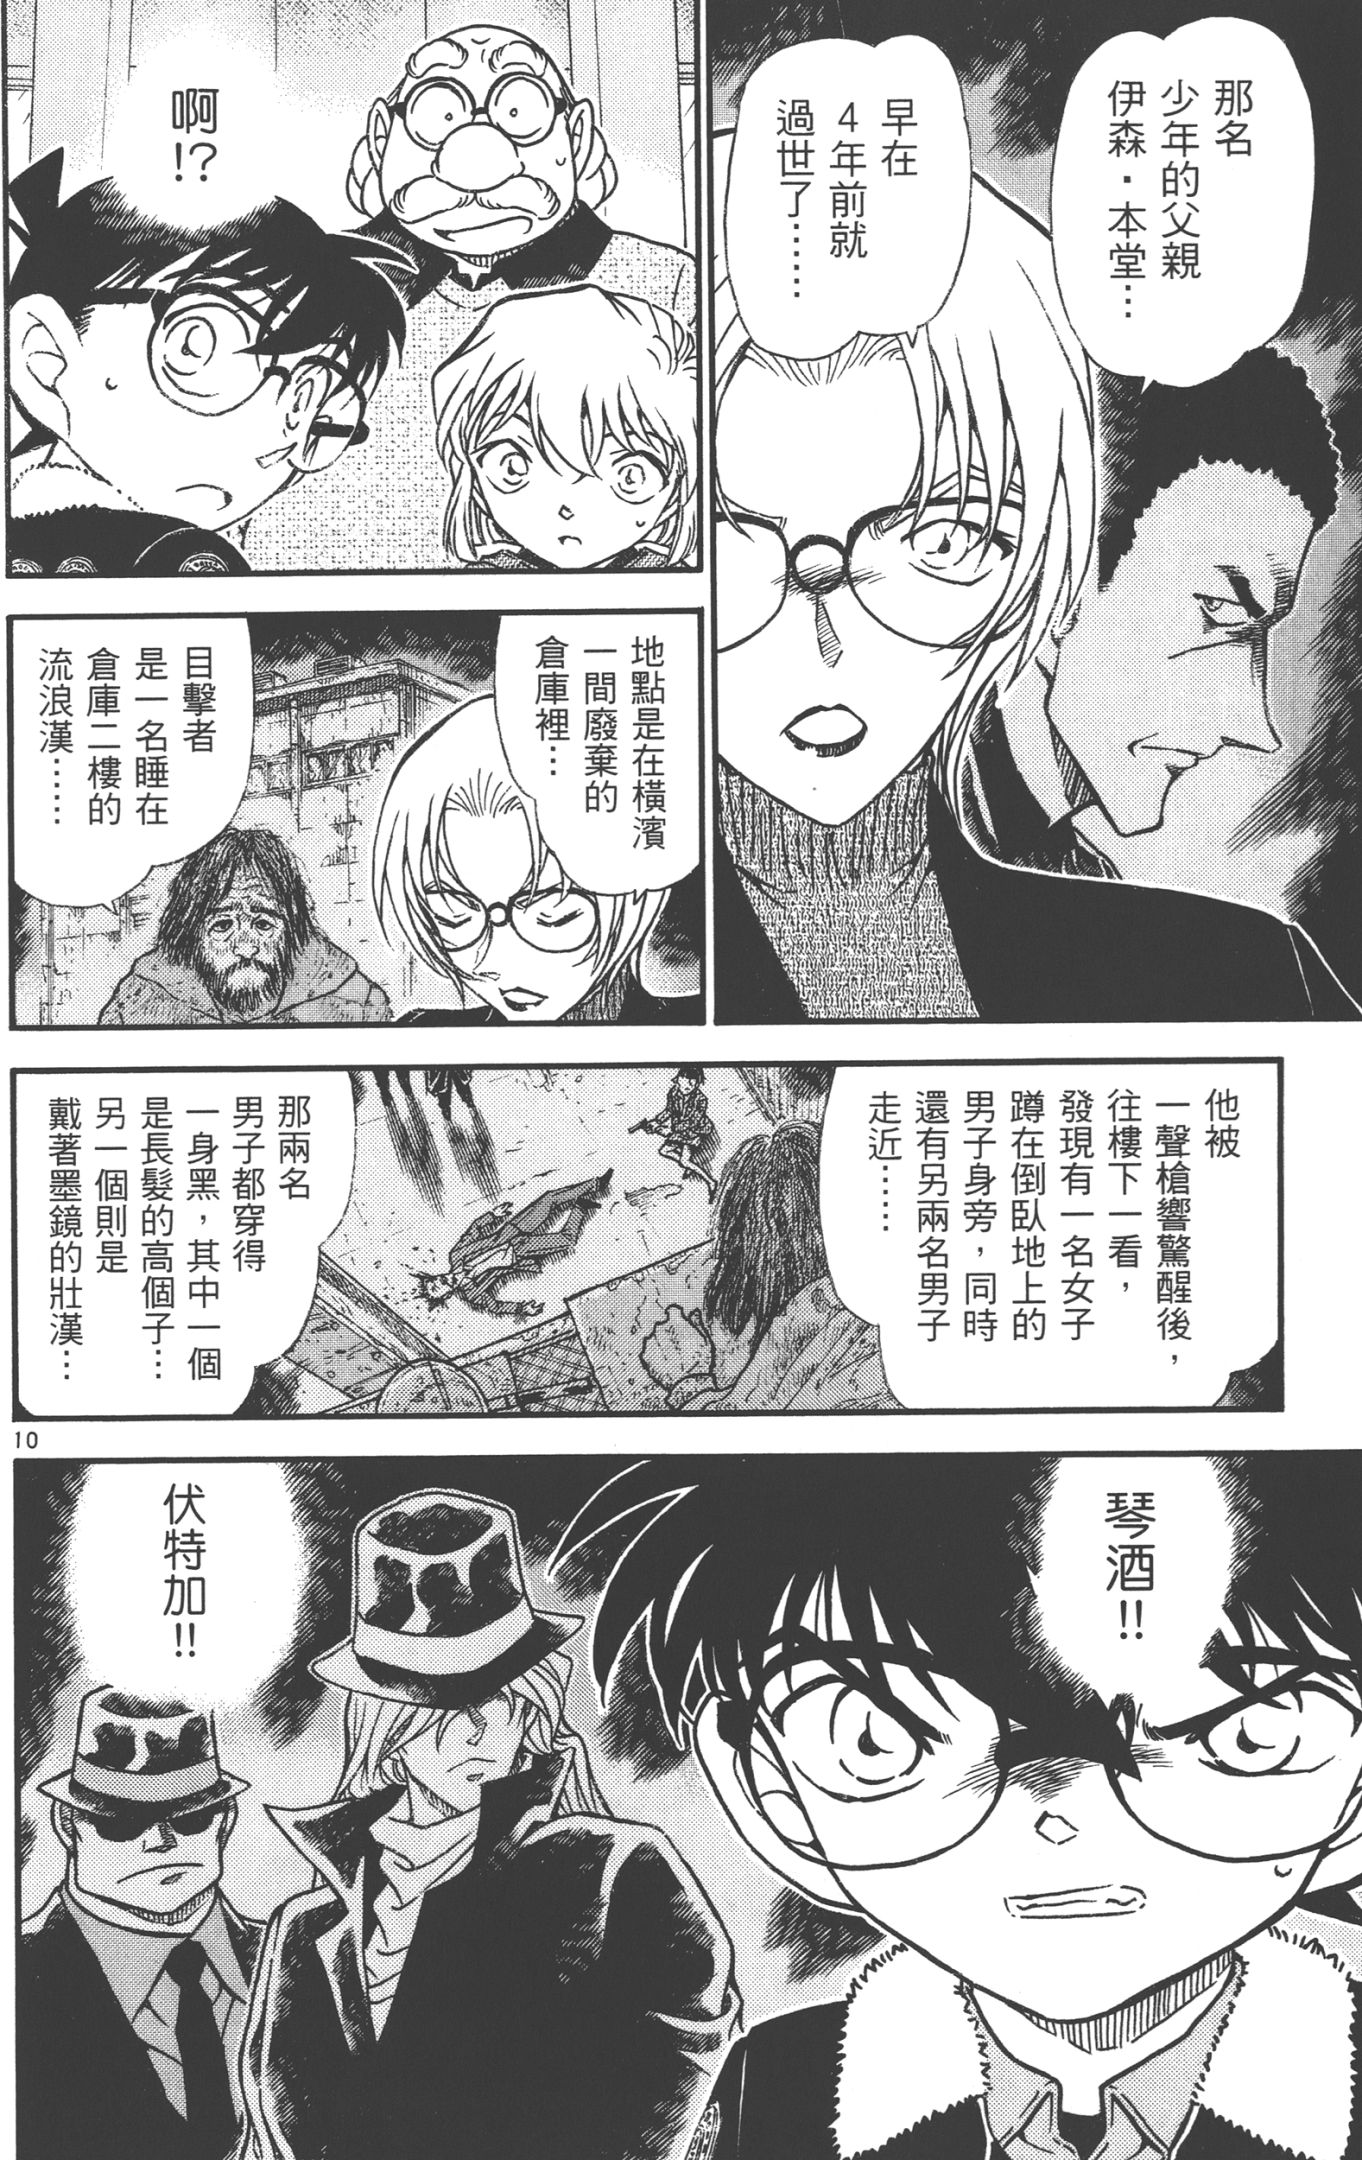 那名
少年的父親
伊森·本堂…
早在
4年前就
過世了……
啊!?
地點是在橫濱
一間廢棄的
倉庫裡…
目擊者
是一名睡在
倉庫二樓的
流浪漢……
他被
一聲槍響驚醒後，
往樓下一看，
發現有一名女子
蹲在倒臥地上的
男子身旁，同時
還有另兩名男子
走近……
那兩名
男子都穿得
一身黑，其中一個
是長髮的高個子…
另一個則是
戴著墨鏡的壯漢…
10
琴酒!!
伏特加!!